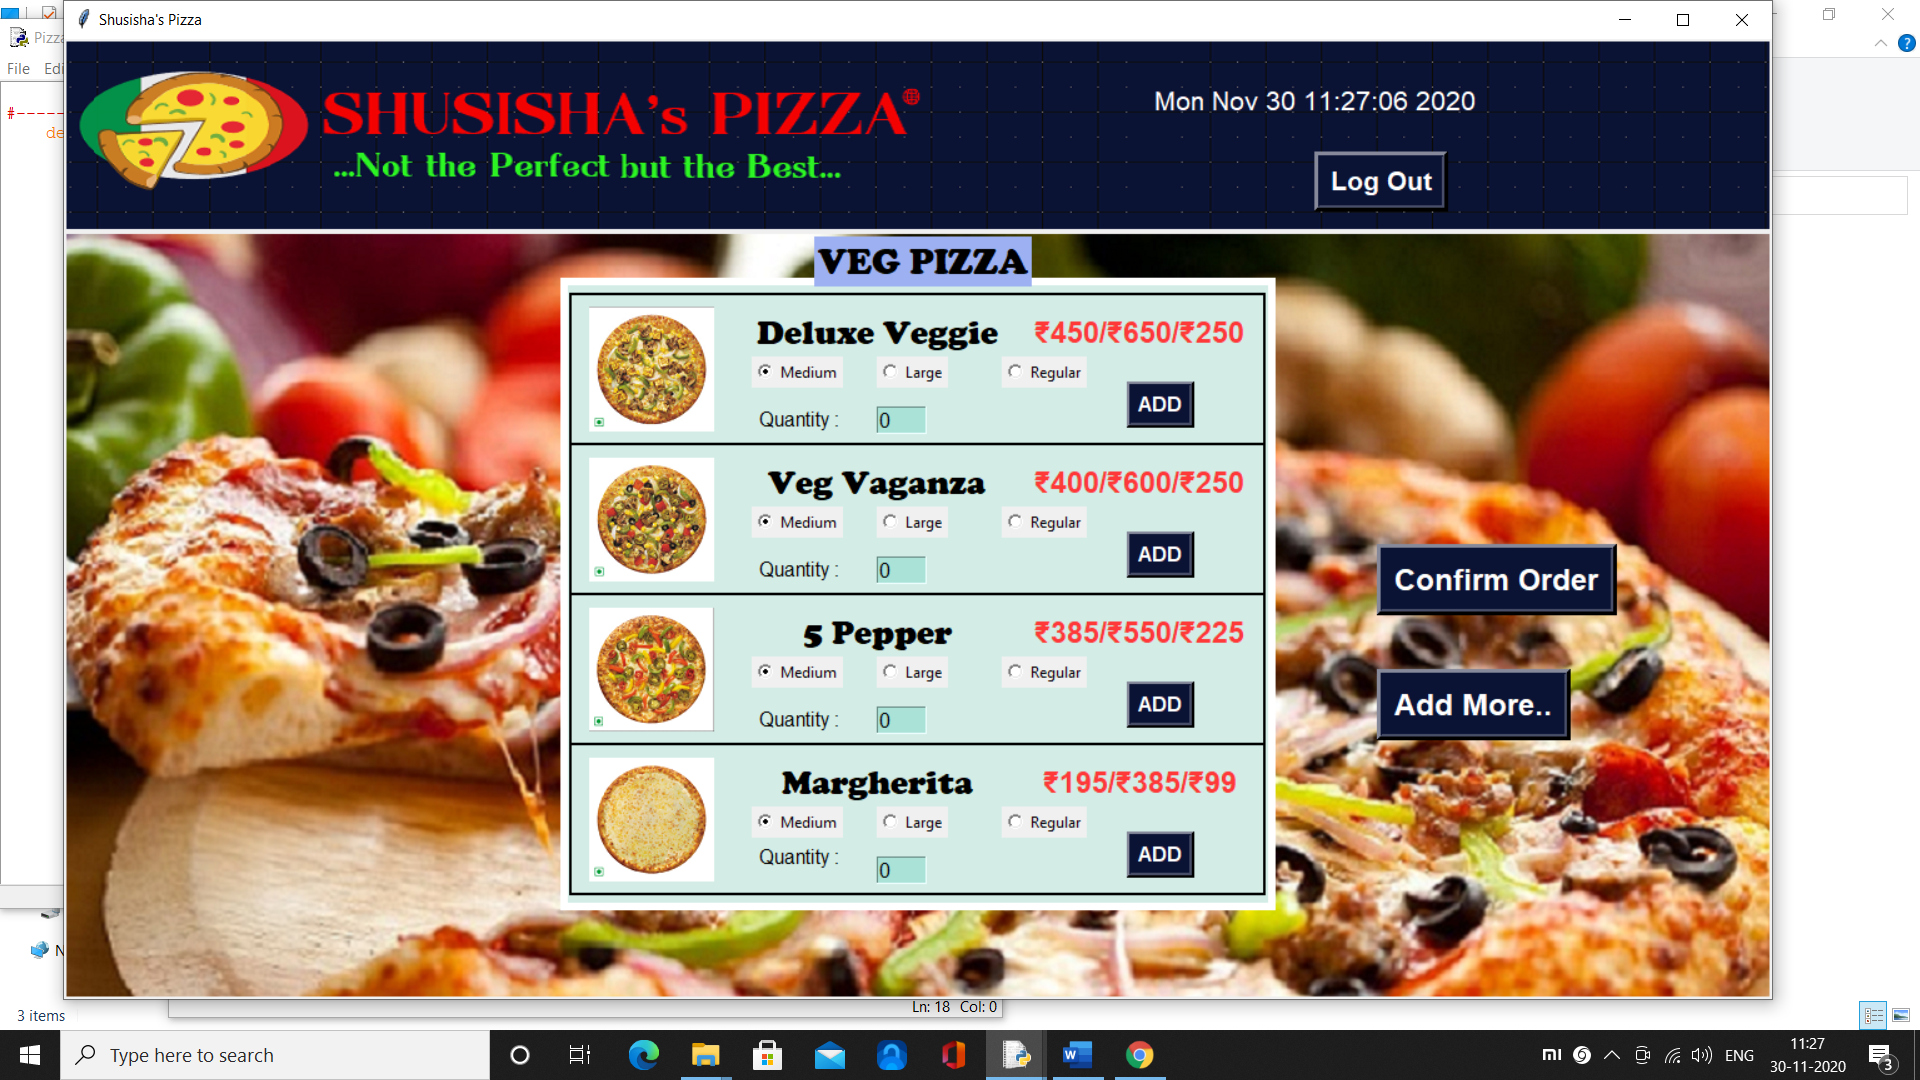 Shusisha's Pizza
Pizza
File Edi
#-----
de
SHUSISHA's PIZZA
...Not the Perfect but the Best...
Mon Nov 30 11:27:06 2020
Log Out
VEG PIZZA
Deluxe Veggie ₹450/₹650/₹250
Medium Large Regular
Quantity : 0 ADD
Veg Vaganza ₹400/₹600/₹250
Medium Large Regular
Quantity : 0 ADD
5 Pepper ₹385/₹550/₹225
Medium Large Regular
Quantity : 0 ADD
Margherita ₹195/₹385/₹99
Medium Large Regular
Quantity : 0 ADD
Confirm Order
Add More..
N
Ln: 18 Col: 0
3 items
Type here to search
ENG
11:27
30-11-2020
3